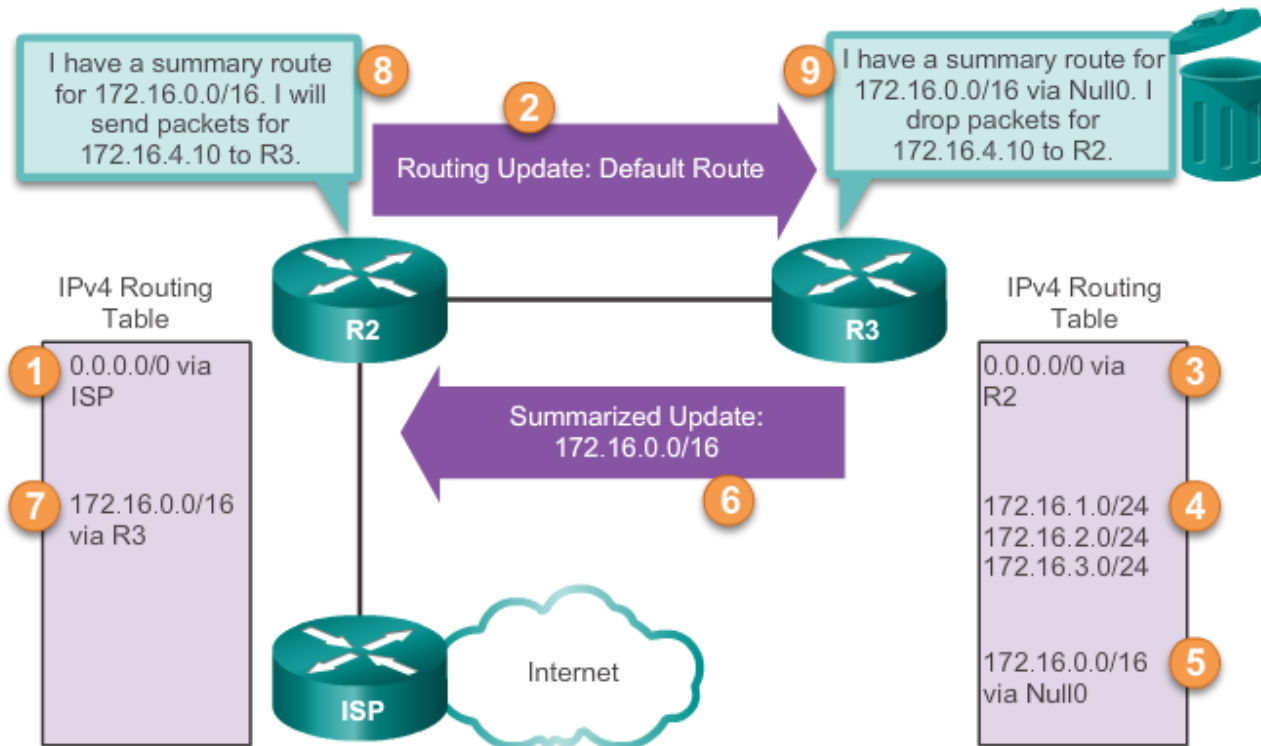 I have a summary route
for 172.16.0.0/16. I will
send packets for
172.16.4.10 to R3.
8
2
Routing Update: Default Route
9
I have a summary route for
172.16.0.0/16 via Null0. I
drop packets for
172.16.4.10 to R2.
IPv4 Routing
Table
R2
R3
IPv4 Routing
Table
1
0.0.0.0/0 via
ISP
7
172.16.0.0/16
via R3
Summarized Update:
172.16.0.0/16
6
0.0.0.0/0 via
R2
3
172.16.1.0/24
172.16.2.0/24
172.16.3.0/24
4
172.16.0.0/16
via Null0
5
ISP
Internet